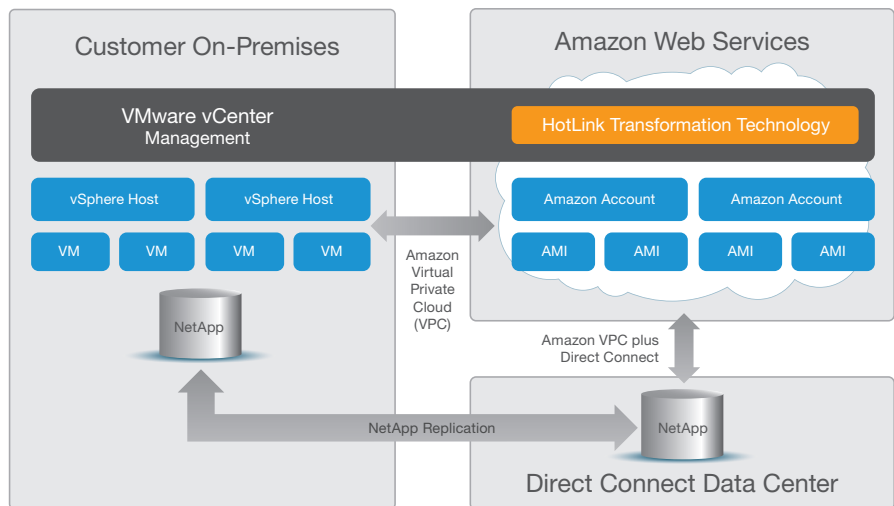 Customer On-Premises
Amazon Web Services
VMware vCenter
Management
HotLink Transformation Technology
vSphere Host
vSphere Host
Amazon Account
Amazon Account
VM
VM
VM
VM
AMI
AMI
AMI
AMI
Amazon
Virtual
Private
Cloud
(VPC)
NetApp
Amazon VPC plus
Direct Connect
NetApp Replication
NetApp
Direct Connect Data Center